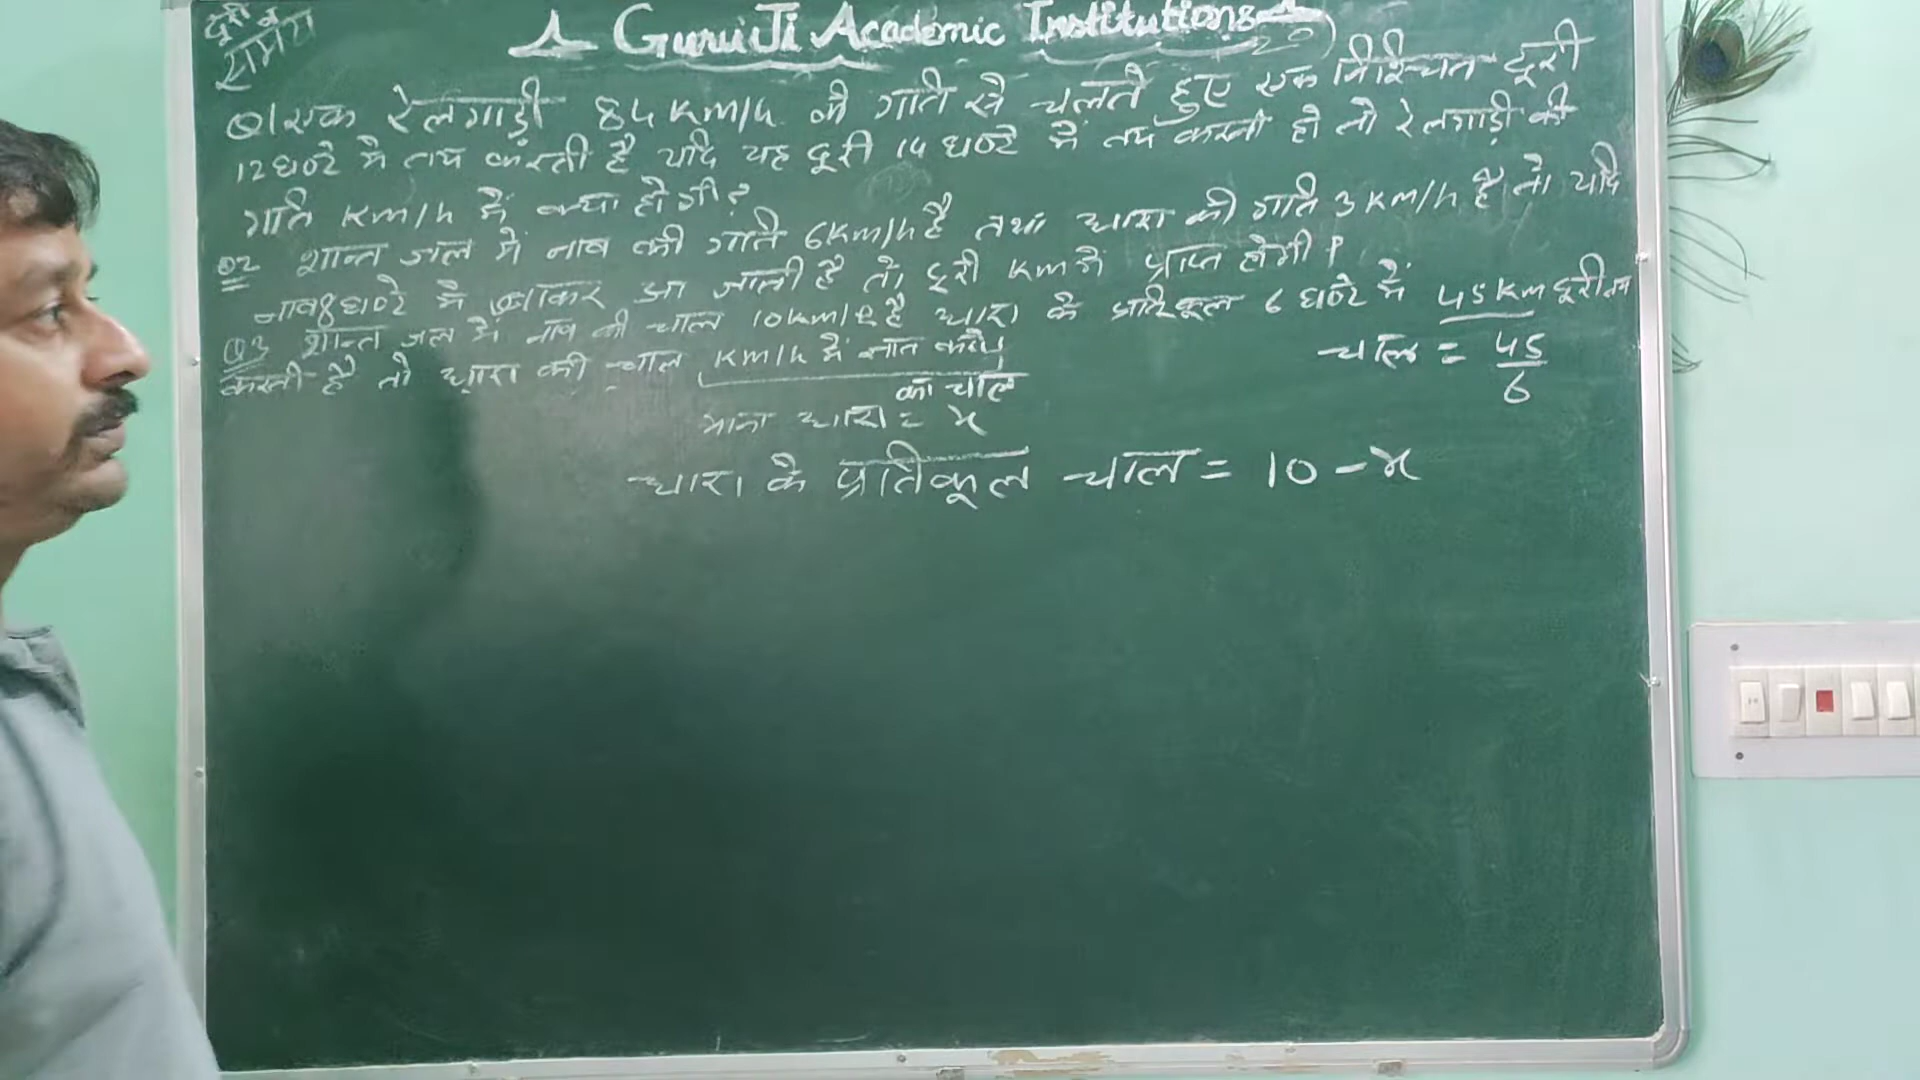 दूरी व
समय
GuruJi Academic Institutions
Q1 एक रेलगाड़ी 84 KM/h की गति से चलते हुए एक निश्चित दूरी
12 घण्टे में तय करती है यदि यह दूरी 14 घण्टे में तय करनी हो तो रेलगाड़ी की
गति KM/h में क्या होगी?
Q2 शान्त जल में नाव की गति 6KM/h है तथा धारा की गति 3 KM/h है तो यदि
नाव 8 घण्टे में जाकर आ जाती है तो दूरी KM में प्राप्त होगी?
Q3 शान्त जल में नाव की चाल 10KM/h है धारा के प्रतिकूल 6 घण्टे में 45 KM दूरी तय
करती है तो धारा की चाल KM/h में ज्ञात करें।
चाल = 45/6
की चाल
माना धारा = x
धारा के प्रतिकूल चाल = 10 - x